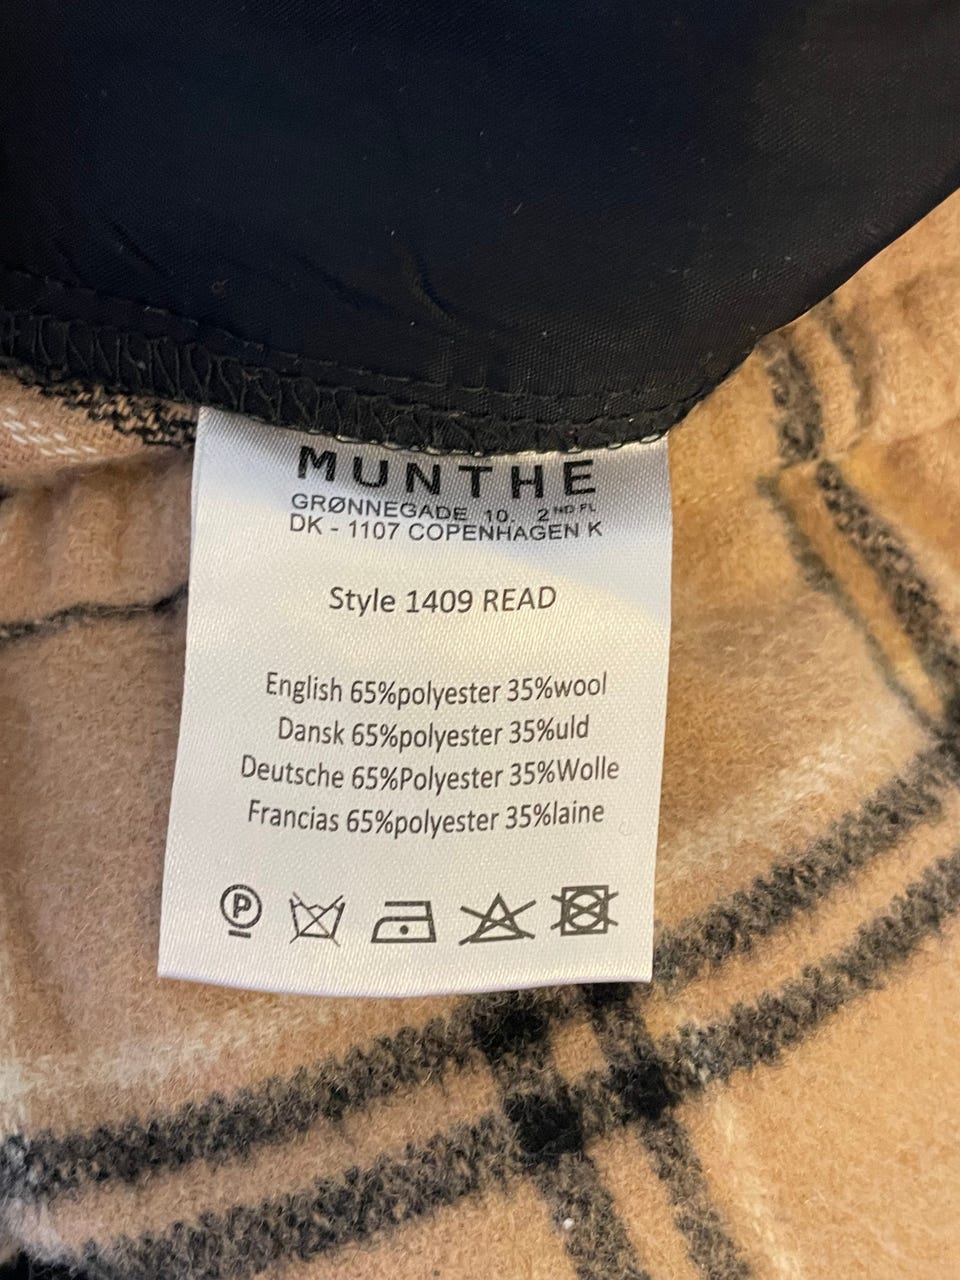 MUNTHE
GRØNNEGADE 10. 2ND FL
DK - 1107 COPENHAGEN K
Style 1409 READ
English 65%polyester 35%wool
Dansk 65%polyester 35%uld
Deutsche 65%Polyester 35%Wolle
Francias 65%polyester 35%laine
P